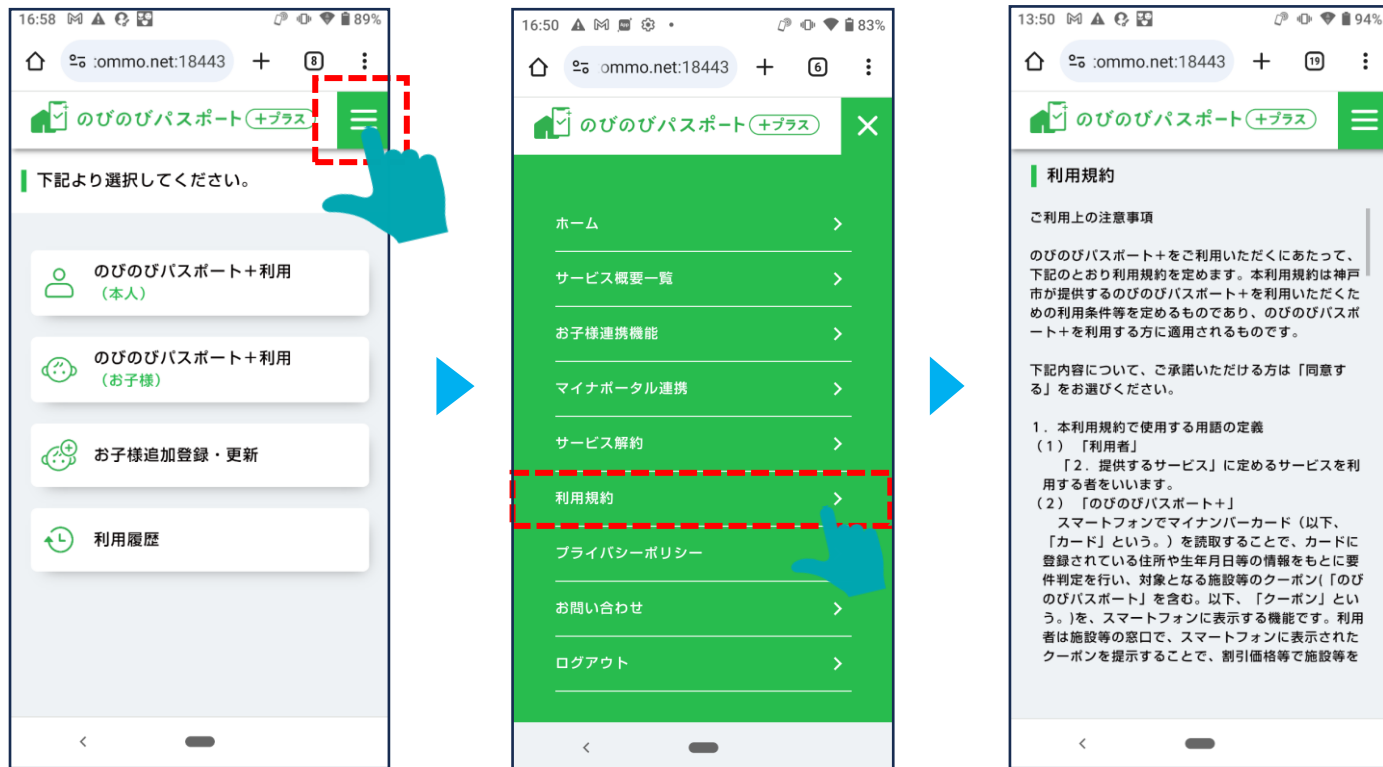 16:58 89%
:ommo.net:18443 8
のびのびパスポート +プラス
下記より選択してください。
のびのびパスポート+利用
(本人)
のびのびパスポート+利用
(お子様)
お子様追加登録・更新
利用履歴
16:50 83%
ommo.net:18443 6
のびのびパスポート +プラス
ホーム
サービス概要一覧
お子様連携機能
マイナポータル連携
サービス解約
利用規約
プライバシーポリシー
お問い合わせ
ログアウト
13:50 94%
:ommo.net:18443 19
のびのびパスポート +プラス
利用規約
ご利用上の注意事項
のびのびパスポート+をご利用いただくにあたって、
下記のとおり利用規約を定めます。本利用規約は神戸
市が提供するのびのびパスポート+を利用いただくた
めの利用条件等を定めるものであり、のびのびパスポ
ート+を利用する方に適用されるものです。
下記内容について、ご承諾いただける方は「同意す
る」をお選びください。
1.本利用規約で使用する用語の定義
(1) 「利用者」
「2.提供するサービス」に定めるサービスを利
用する者をいいます。
(2) 「のびのびパスポート+」
スマートフォンでマイナンバーカード(以下、
「カード」という。)を読取することで、カードに
登録されている住所や生年月日等の情報をもとに要
件判定を行い、対象となる施設等のクーポン(「のび
のびパスポート」を含む。以下、「クーポン」とい
う。)を、スマートフォンに表示する機能です。利用
者は施設等の窓口で、スマートフォンに表示された
クーポンを提示することで、割引価格等で施設等を